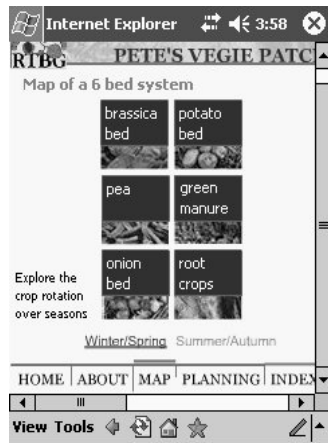 Internet Explorer 3:58
RTBG PETE'S VEGIE PATC
Map of a 6 bed system
brassica bed
potato bed
pea
green manure
onion bed
root crops
Explore the
crop rotation
over seasons
Winter/Spring Summer/Autumn
HOME ABOUT MAP PLANNING INDEX
View Tools